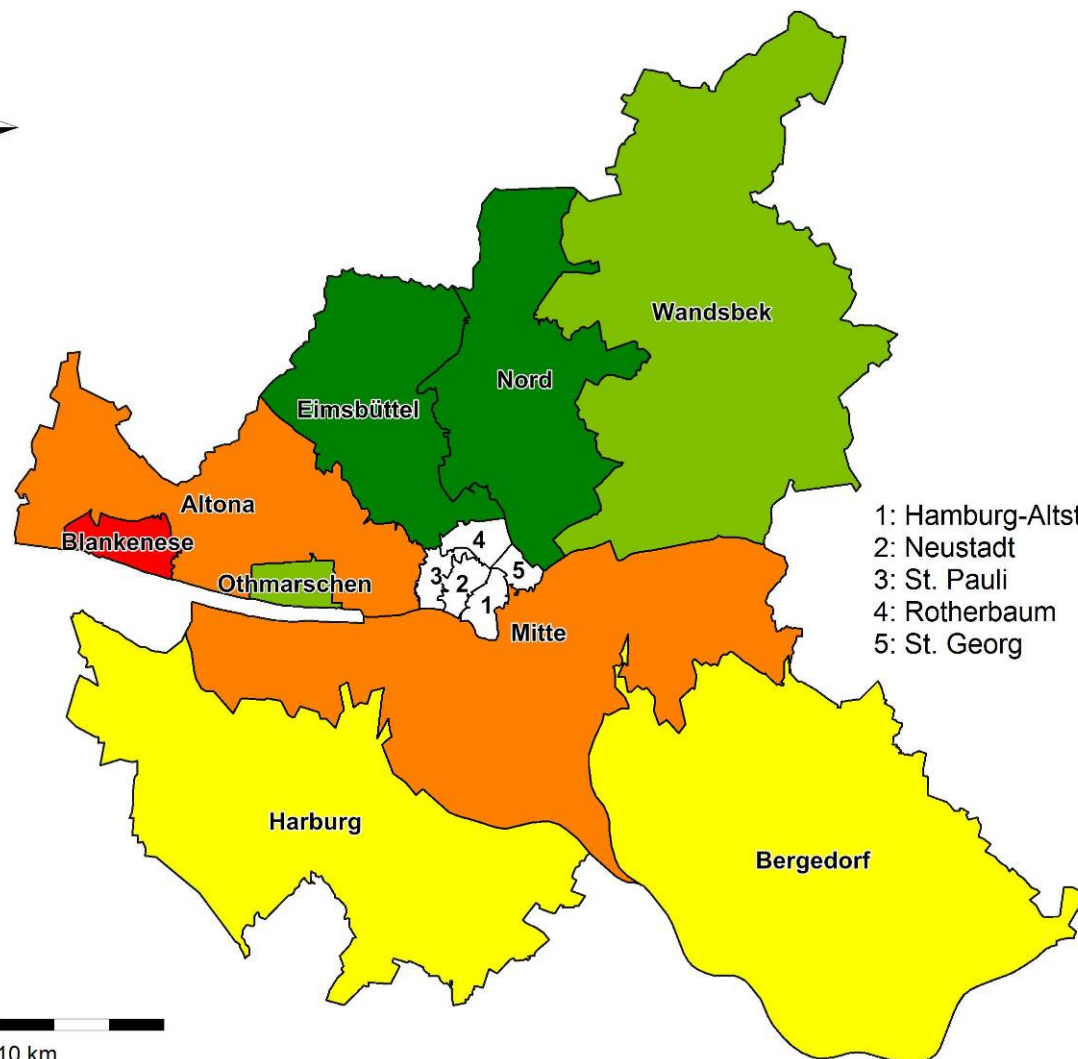 Wandsbek
Nord
Eimsbüttel
Altona
Blankenese
Othmarschen
4
3
2
5
1
Mitte
1: Hamburg-Altst
2: Neustadt
3: St. Pauli
4: Rotherbaum
5: St. Georg
Harburg
Bergedorf
10 km